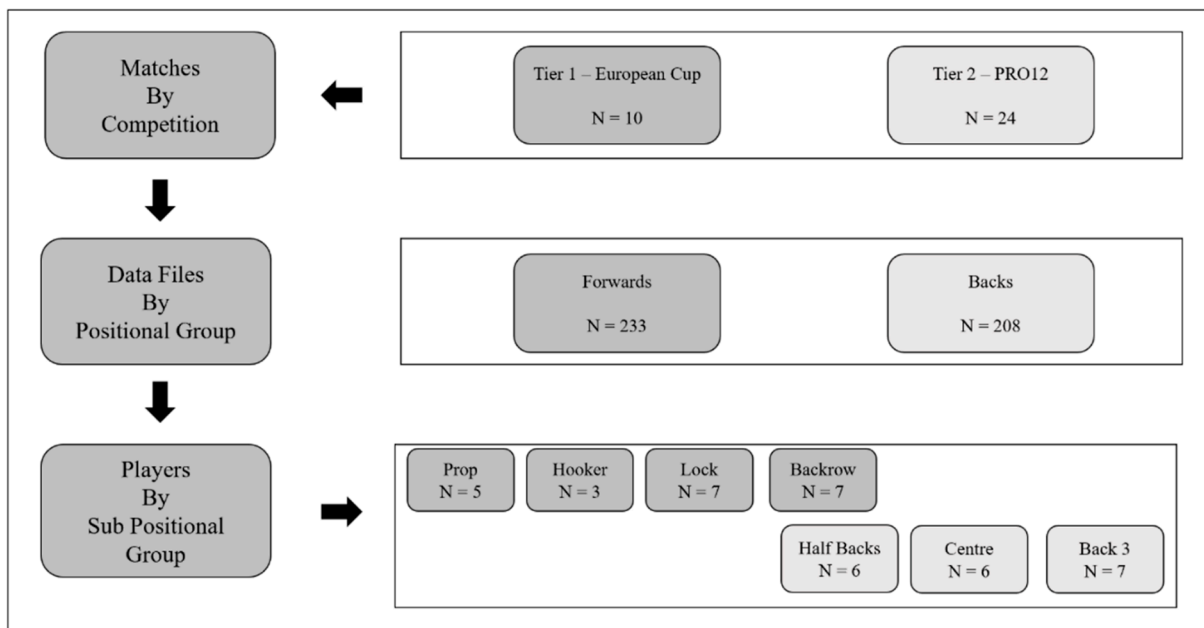 Matches
By
Competition
Tier 1 – European Cup
N = 10
Tier 2 – PRO12
N = 24
Data Files
By
Positional Group
Forwards
N = 233
Backs
N = 208
Players
By
Sub Positional
Group
Prop
N = 5
Hooker
N = 3
Lock
N = 7
Backrow
N = 7
Half Backs
N = 6
Centre
N = 6
Back 3
N = 7